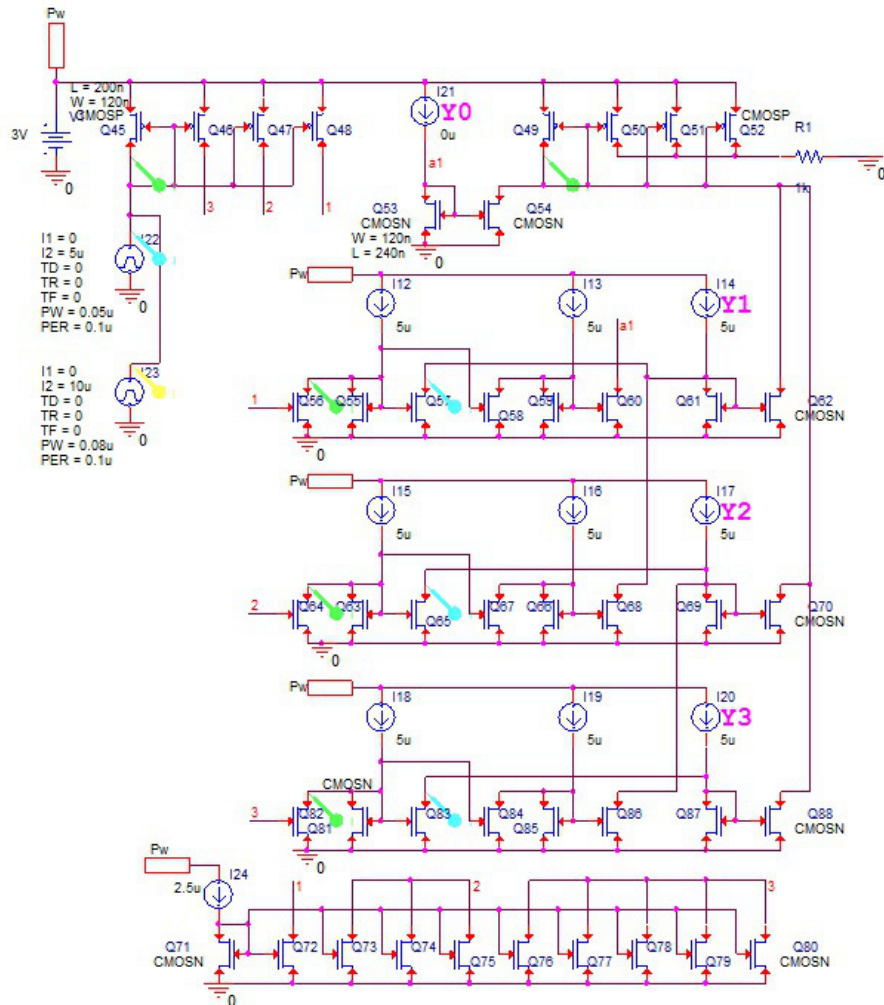 Pw
L = 200n
W = 120n
V
CMOSP
3V
0
Q45
Q46
Q47
Q48
I21
Y0
0u
a1
Q49
Q50
Q51
CMOSP
Q52
R1
1k
0
3
2
1
Q53
CMOSN
W = 120n
L = 240n
0
Q54
CMOSN
I22
I1 = 0
I2 = 5u
TD = 0
TR = 0
TF = 0
PW = 0.05u
PER = 0.1u
0
I23
I1 = 0
I2 = 10u
TD = 0
TR = 0
TF = 0
PW = 0.08u
PER = 0.1u
0
Pw
I12
5u
I13
5u
a1
I14
Y1
5u
1
Q56
Q55
Q57
Q58
Q59
Q60
Q61
Q62
CMOSN
0
Pw
I15
5u
I16
5u
I17
Y2
5u
2
Q64
Q63
Q65
Q67
Q66
Q68
Q69
Q70
CMOSN
0
Pw
I18
5u
I19
5u
I20
Y3
5u
CMOSN
3
Q82
Q81
Q83
Q84
Q85
Q86
Q87
Q88
CMOSN
0
Pw
I24
2.5u
1
2
3
Q71
CMOSN
Q72
Q73
Q74
Q75
Q76
Q77
Q78
Q79
Q80
CMOSN
0